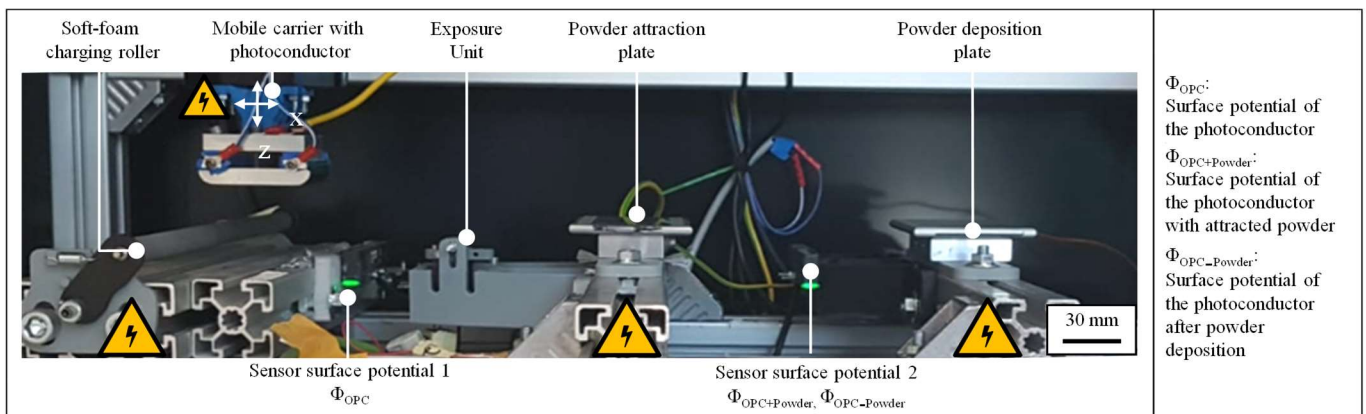 Soft-foam
charging roller
Mobile carrier with
photoconductor
Exposure
Unit
Powder attraction
plate
Powder deposition
plate
X
Z
30 mm
Sensor surface potential 1
ΦOPC
Sensor surface potential 2
ΦOPC+Powder, ΦOPC–Powder
ΦOPC:
Surface potential of
the photoconductor
ΦOPC+Powder:
Surface potential of
the photoconductor
with attracted powder
ΦOPC–Powder:
Surface potential of
the photoconductor
after powder
deposition